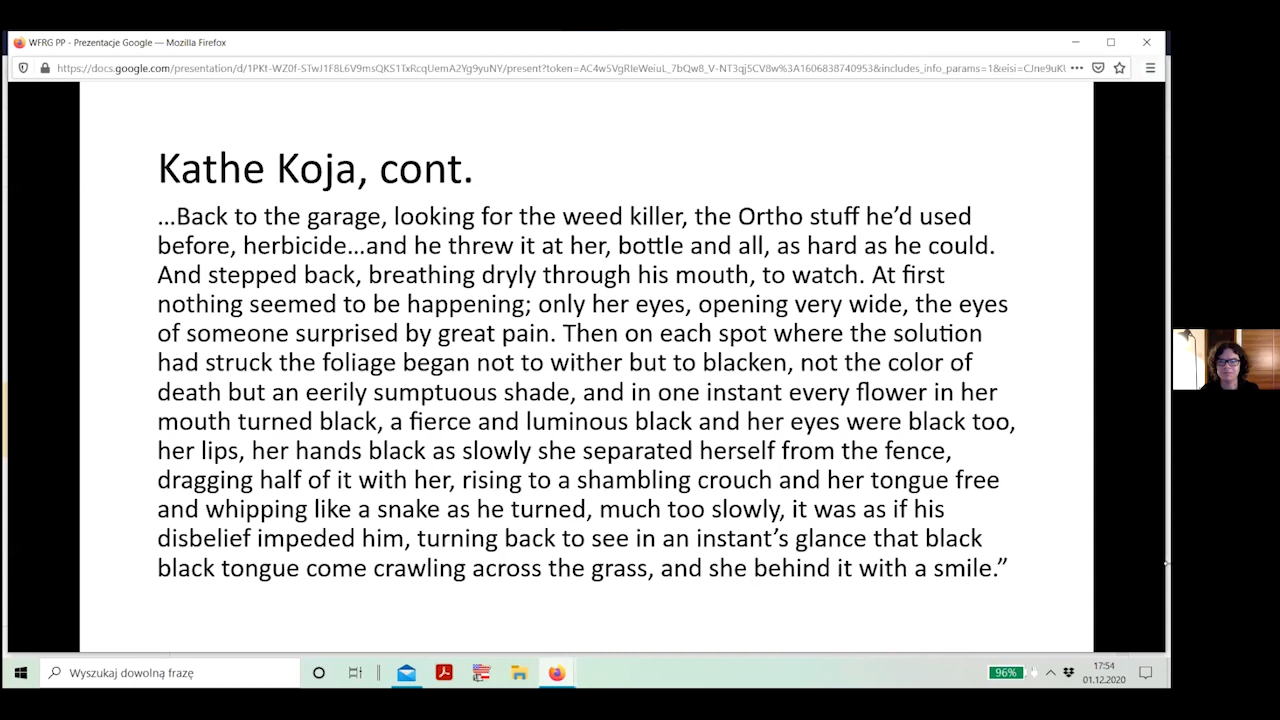 WFRG PP - Prezentacje Google — Mozilla Firefox
Kathe Koja, cont.
…Back to the garage, looking for the weed killer, the Ortho stuff he’d used
before, herbicide…and he threw it at her, bottle and all, as hard as he could.
And stepped back, breathing dryly through his mouth, to watch. At first
nothing seemed to be happening; only her eyes, opening very wide, the eyes
of someone surprised by great pain. Then on each spot where the solution
had struck the foliage began not to wither but to blacken, not the color of
death but an eerily sumptuous shade, and in one instant every flower in her
mouth turned black, a fierce and luminous black and her eyes were black too,
her lips, her hands black as slowly she separated herself from the fence,
dragging half of it with her, rising to a shambling crouch and her tongue free
and whipping like a snake as he turned, much too slowly, it was as if his
disbelief impeded him, turning back to see in an instant’s glance that black
black tongue come crawling across the grass, and she behind it with a smile.”
Wyszukaj dowolną frazę
96%
17:54
01.12.2020